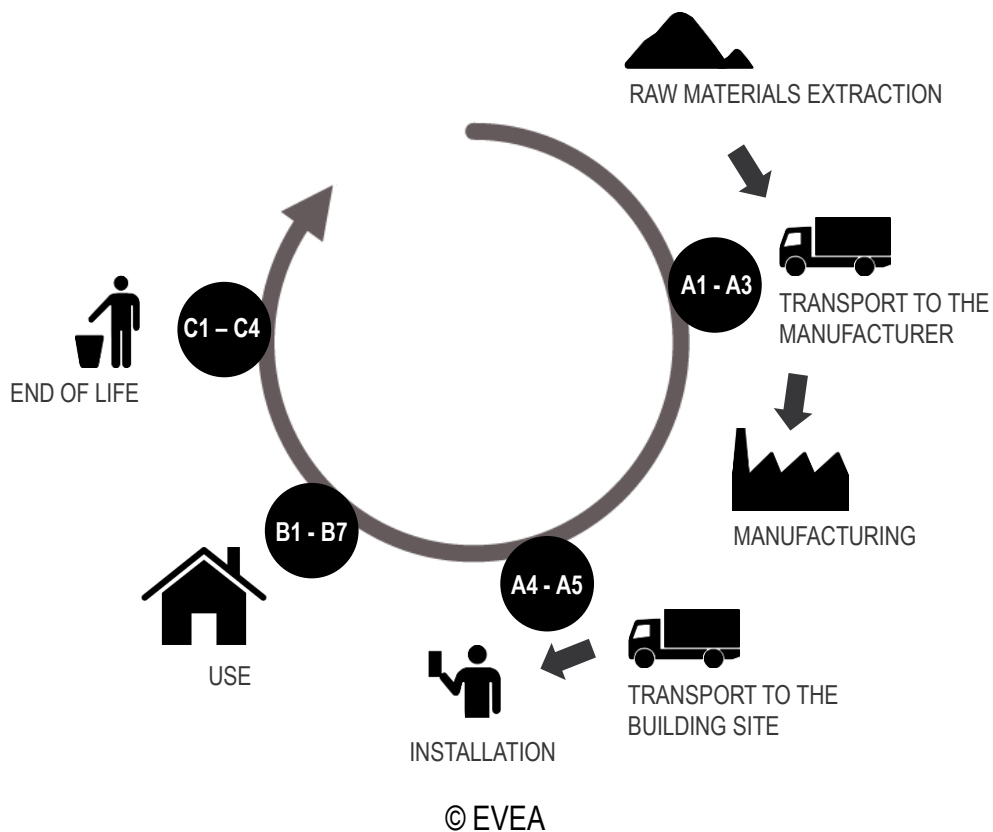 RAW MATERIALS EXTRACTION
A1 - A3
TRANSPORT TO THE
MANUFACTURER
MANUFACTURING
A4 - A5
TRANSPORT TO THE
BUILDING SITE
INSTALLATION
B1 - B7
USE
C1 – C4
END OF LIFE
© EVEA